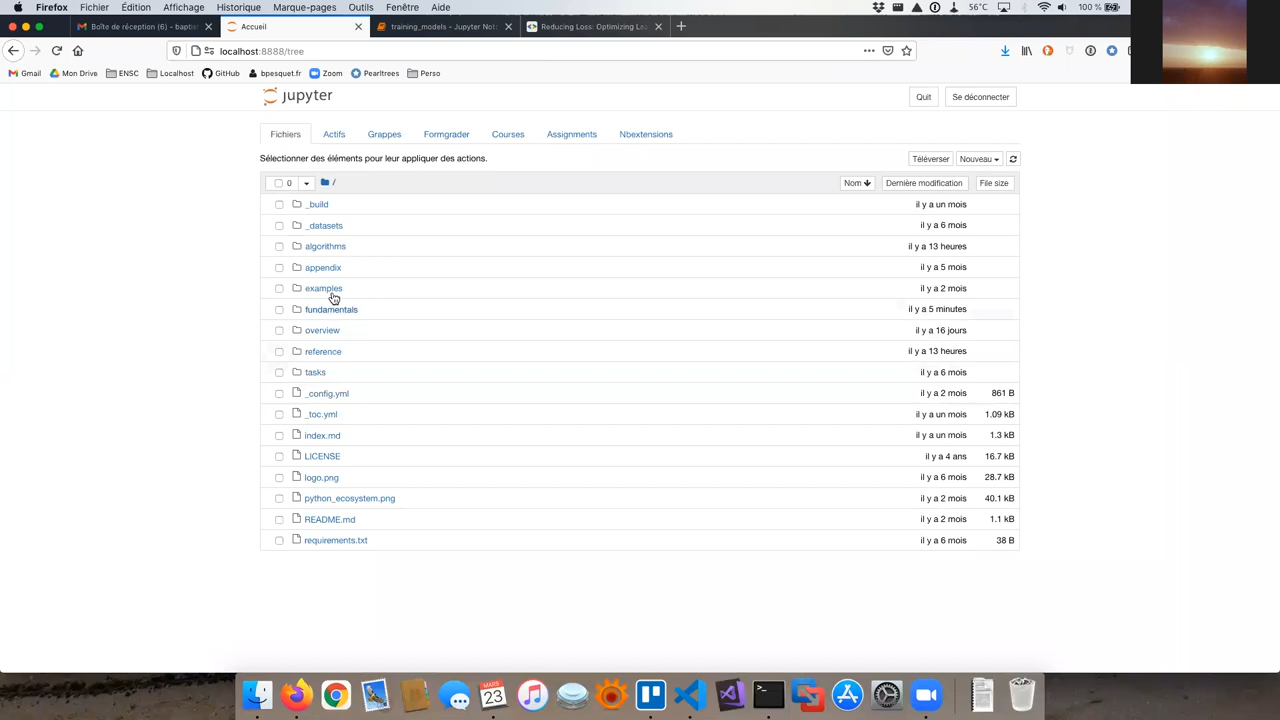 Firefox Fichier Édition Affichage Historique Marque-pages Outils Fenêtre Aide 56°C 100 %
Boîte de réception (6) – baptis Accueil training_models - Jupyter Not Reducing Loss: Optimizing Le
localhost:8888/tree
Gmail Mon Drive ENSC Localhost GitHub bpesquet.fr Zoom Pearltrees Perso
jupyter Quit Se déconnecter
Fichiers Actifs Grappes Formgrader Courses Assignments Nbextensions
Sélectionner des éléments pour leur appliquer des actions. Téléverser Nouveau
0 / Nom Dernière modification File size
_build il y a un mois
_datasets il y a 6 mois
algorithms il y a 13 heures
appendix il y a 5 mois
examples il y a 2 mois
fundamentals il y a 5 minutes
overview il y a 16 jours
reference il y a 13 heures
tasks il y a 6 mois
_config.yml il y a 2 mois 861 B
_toc.yml il y a un mois 1.09 kB
index.md il y a un mois 1.3 kB
LICENSE il y a 4 ans 16.7 kB
logo.png il y a 6 mois 28.7 kB
python_ecosystem.png il y a 2 mois 40.1 kB
README.md il y a 2 mois 1.1 kB
requirements.txt il y a 6 mois 38 B
MARS
23